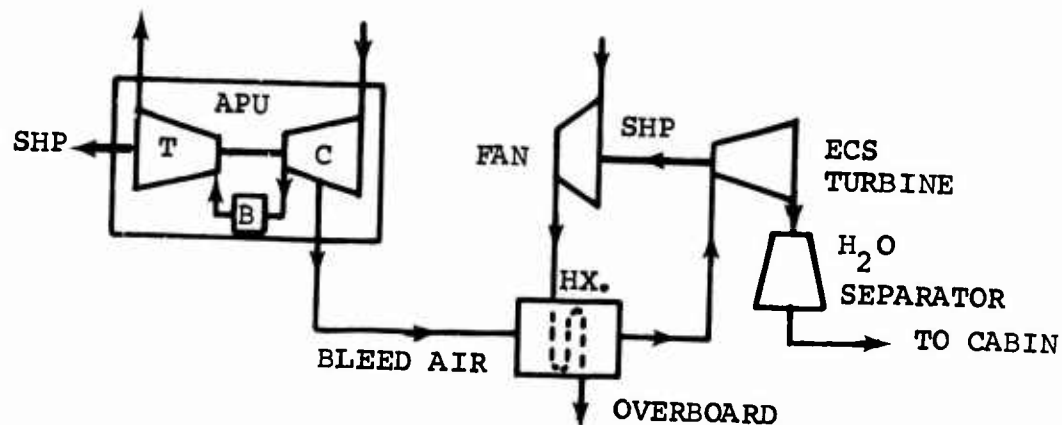 APU
SHP
T
C
B
BLEED AIR
FAN
SHP
ECS
TURBINE
HX.
H₂O
SEPARATOR
TO CABIN
OVERBOARD